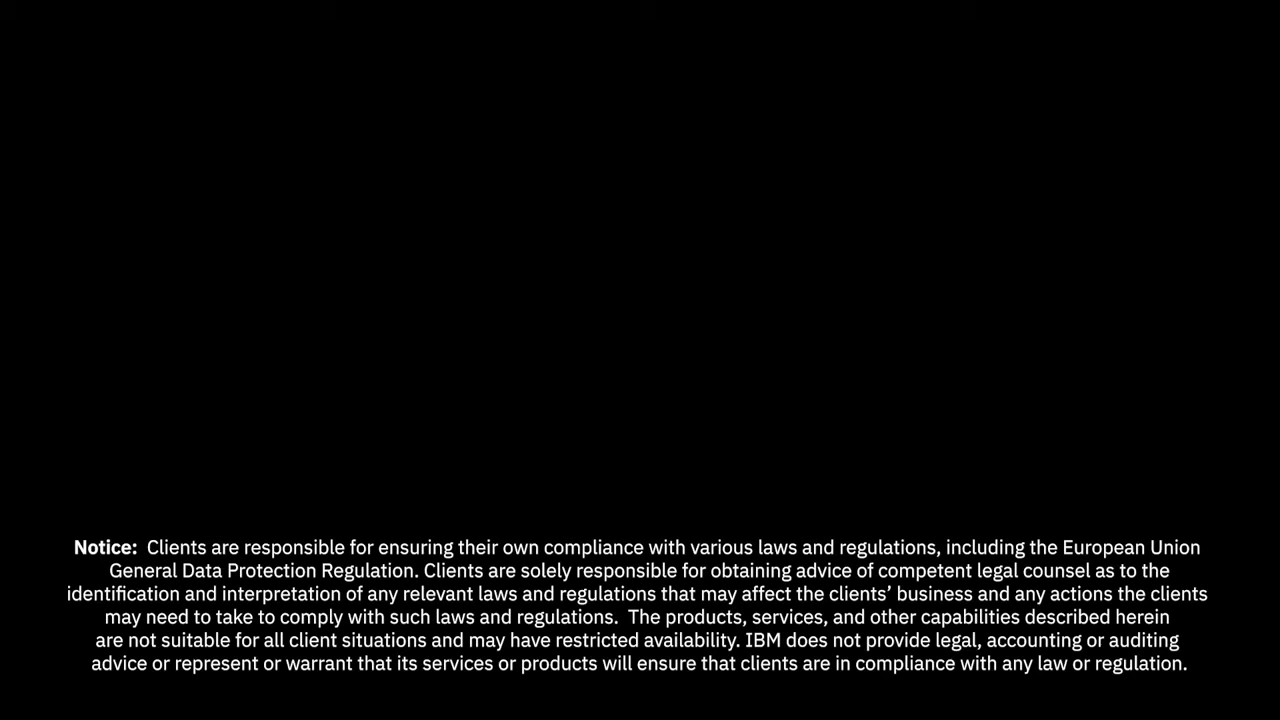 Notice:  Clients are responsible for ensuring their own compliance with various laws and regulations, including the European Union
General Data Protection Regulation. Clients are solely responsible for obtaining advice of competent legal counsel as to the
identification and interpretation of any relevant laws and regulations that may affect the clients’ business and any actions the clients
may need to take to comply with such laws and regulations.  The products, services, and other capabilities described herein
are not suitable for all client situations and may have restricted availability. IBM does not provide legal, accounting or auditing
advice or represent or warrant that its services or products will ensure that clients are in compliance with any law or regulation.